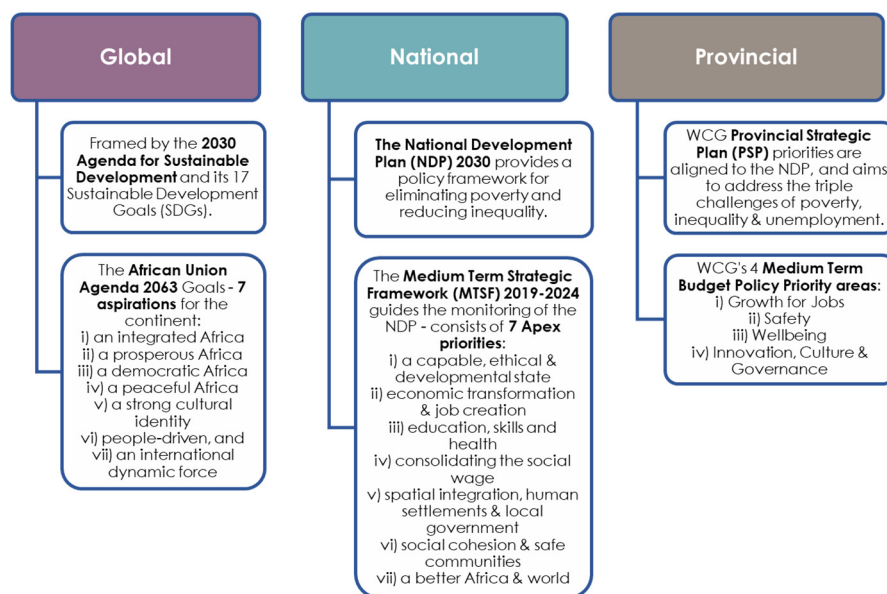 Global
Framed by the 2030
Agenda for Sustainable
Development and its 17
Sustainable Development
Goals (SDGs).
The African Union
Agenda 2063 Goals - 7
aspirations for the
continent:
i) an integrated Africa
ii) a prosperous Africa
iii) a democratic Africa
iv) a peaceful Africa
v) a strong cultural
identity
vi) people-driven, and
vii) an international
dynamic force
National
The National Development
Plan (NDP) 2030 provides a
policy framework for
eliminating poverty and
reducing inequality.
The Medium Term Strategic
Framework (MTSF) 2019-2024
guides the monitoring of the
NDP - consists of 7 Apex
priorities:
i) a capable, ethical &
developmental state
ii) economic transformation
& job creation
iii) education, skills and
health
iv) consolidating the social
wage
v) spatial integration, human
settlements & local
government
vi) social cohesion & safe
communities
vii) a better Africa & world
Provincial
WCG Provincial Strategic
Plan (PSP) priorities are
aligned to the NDP, and aims
to address the triple
challenges of poverty,
inequality & unemployment.
WCG's 4 Medium Term
Budget Policy Priority areas:
i) Growth for Jobs
ii) Safety
iii) Wellbeing
iv) Innovation, Culture &
Governance